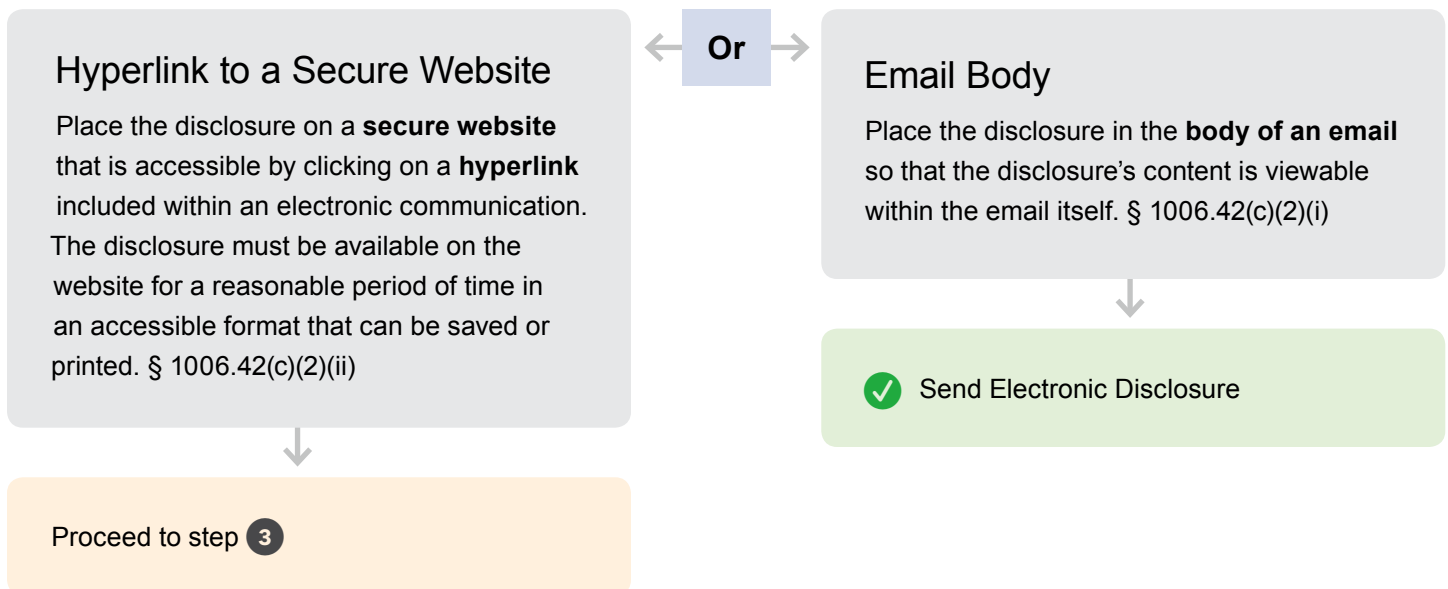 Hyperlink to a Secure Website
Place the disclosure on a secure website
that is accessible by clicking on a hyperlink
included within an electronic communication.
The disclosure must be available on the
website for a reasonable period of time in
an accessible format that can be saved or
printed. § 1006.42(c)(2)(ii)
Proceed to step 3
Or
Email Body
Place the disclosure in the body of an email
so that the disclosure’s content is viewable
within the email itself. § 1006.42(c)(2)(i)
Send Electronic Disclosure